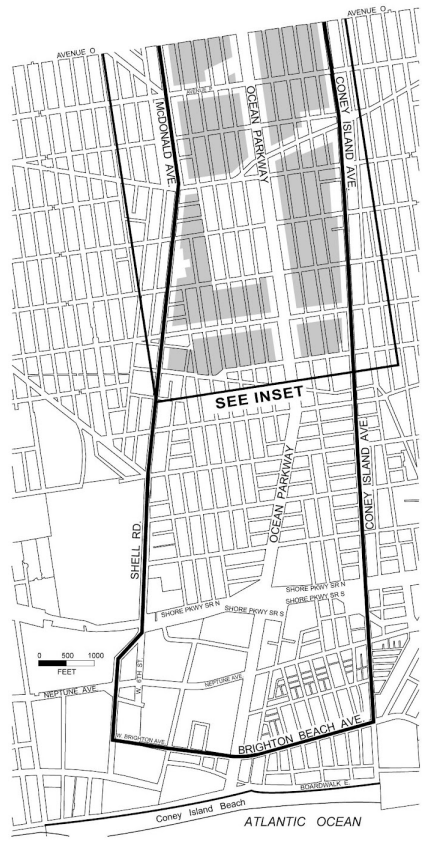 AVENUE O
AVENUE O
McDONALD AVE.
OCEAN PARKWAY
CONEY ISLAND AVE.
SEE INSET
OCEAN PARKWAY
CONEY ISLAND AVE.
SHELL RD.
SHORE PKWY SR N
SHORE PKWY SR S
SHORE PKWY SR N
SHORE PKWY SR S
0 500 1000
FEET
NEPTUNE AVE.
W. 6TH ST.
NEPTUNE AVE.
W. BRIGHTON AVE.
BRIGHTON BEACH AVE.
BOARDWALK E.
Coney Island Beach
ATLANTIC OCEAN